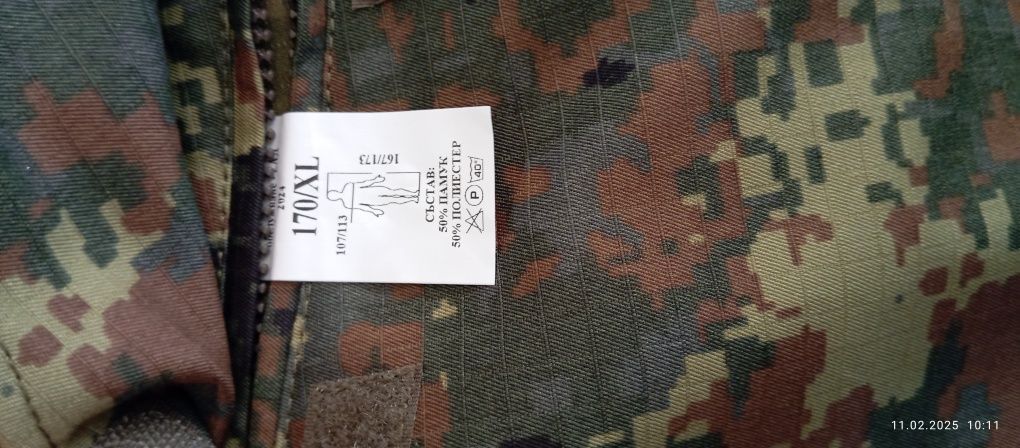 2024
170/XL
107/113
167/173
СЪСТАВ:
50% ПАМУК
50% ПОЛИЕСТЕР
P
40°
11.02.2025 10:11